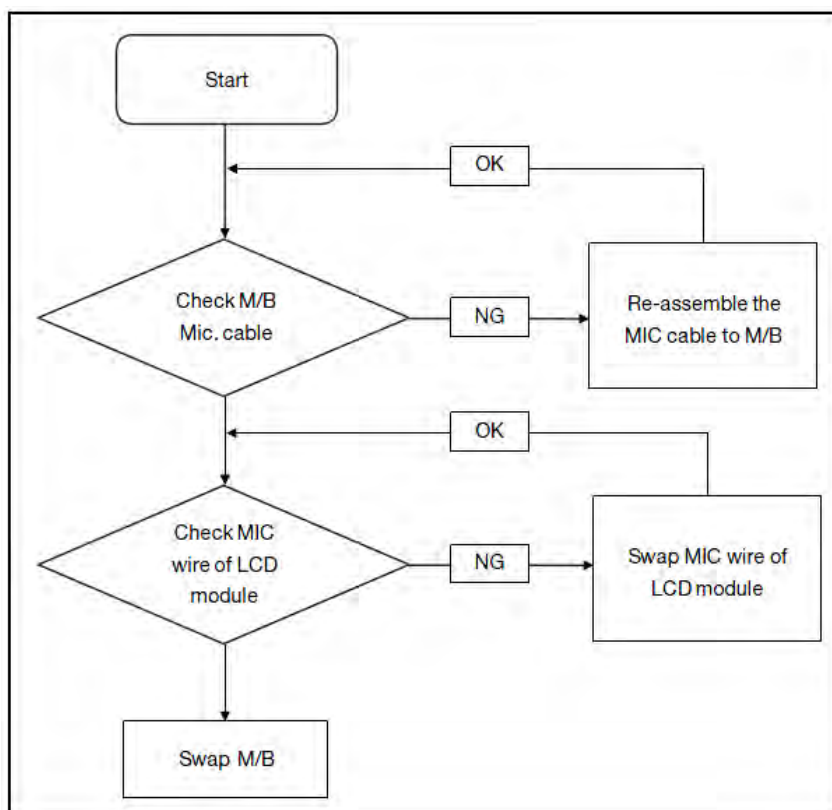 Start
OK
Check M/B
Mic. cable
NG
Re-assemble the
MIC cable to M/B
OK
Check MIC
wire of LCD
module
NG
Swap MIC wire of
LCD module
Swap M/B